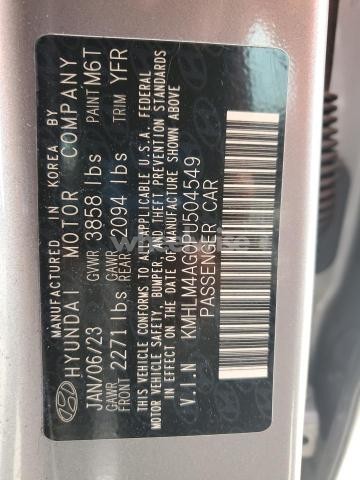 MANUFACTURED IN KOREA BY
HYUNDAI MOTOR COMPANY
JAN/06/23 GVWR 3858 lbs PAINT M6T
GAWR FRONT 2271 lbs GAWR REAR 2094 lbs TRIM YFR
THIS VEHICLE CONFORMS TO ALL APPLICABLE U.S.A. FEDERAL
MOTOR VEHICLE SAFETY, BUMPER, AND THEFT PREVENTION STANDARDS
IN EFFECT ON THE DATE OF MANUFACTURE SHOWN ABOVE
V.I.N KMHLM4AG0PU504549
PASSENGER CAR